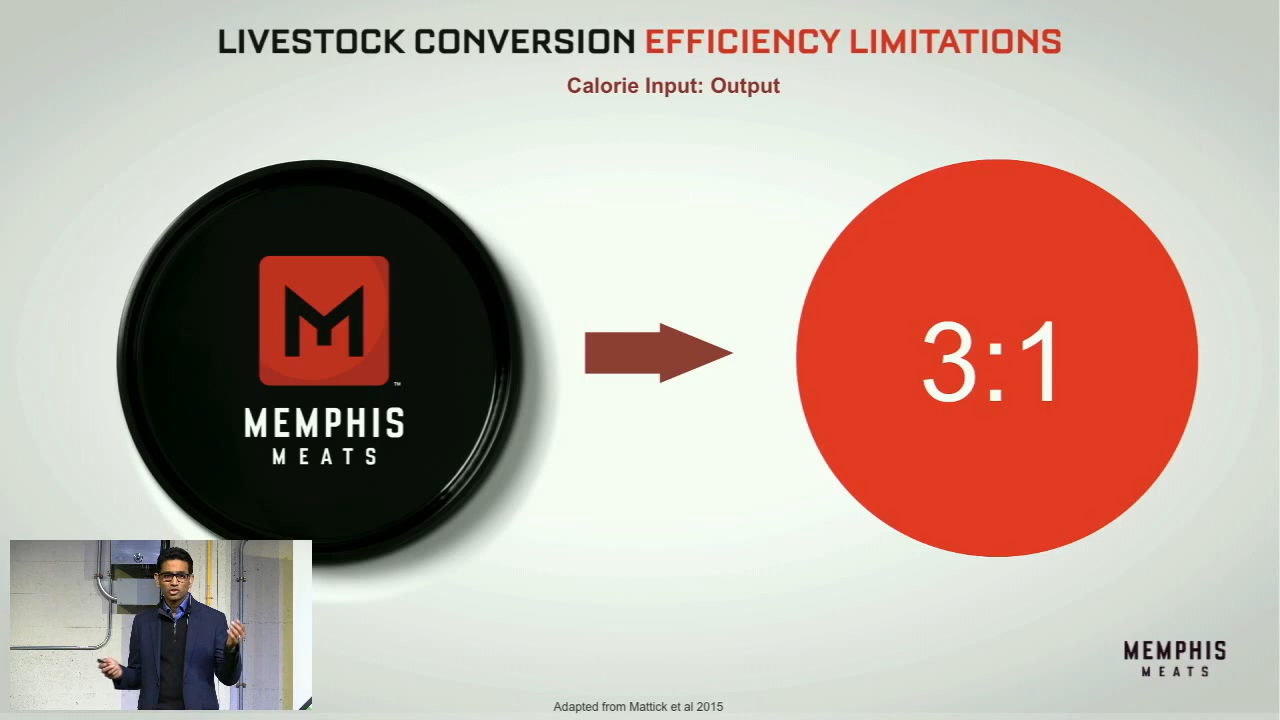 LIVESTOCK CONVERSION EFFICIENCY LIMITATIONS
Calorie Input: Output
M
™
MEMPHIS
MEATS
3:1
MEMPHIS
MEATS
Adapted from Mattick et al 2015